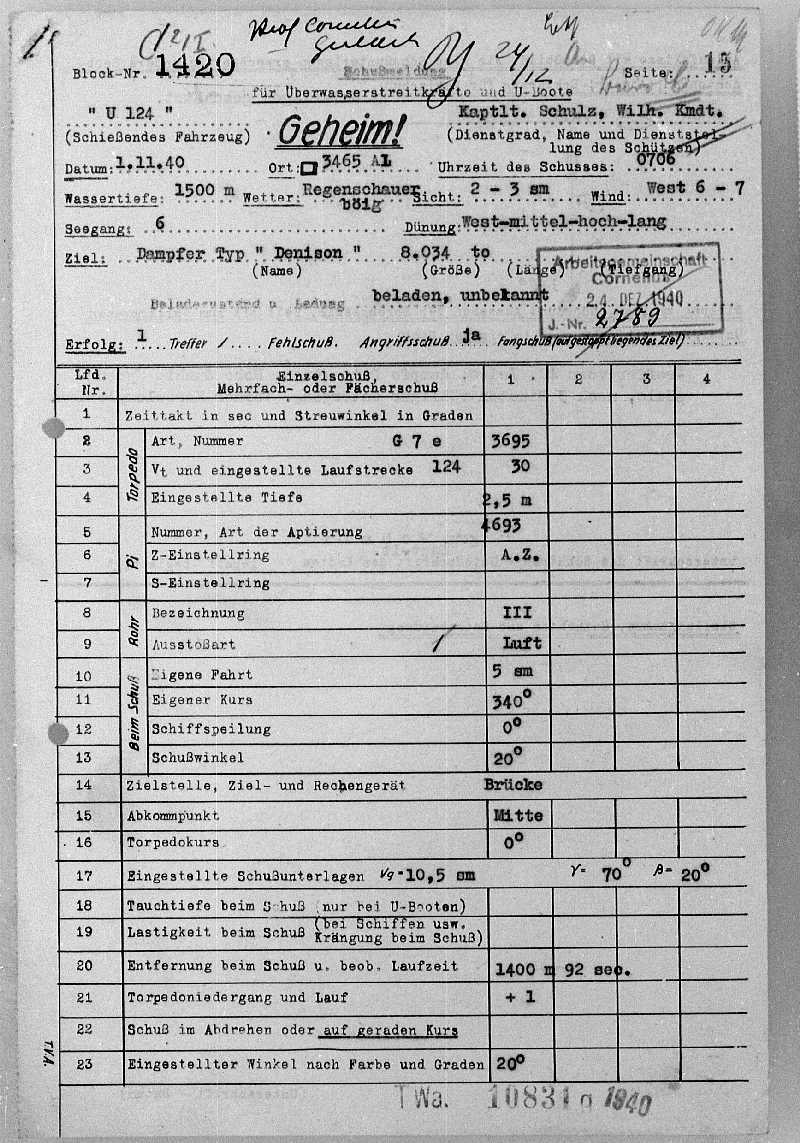 Prof Cornelius
24/12
Block-Nr. 1420 Schußmeldung Seite: 15
für Überwasserstreitkräfte und U-Boote
" U 124 " Kaptlt. Schulz, Wilh. Kmdt.
(Schießendes Fahrzeug) Geheim! (Dienstgrad, Name und Dienststel-
lung des Schützen)
Datum: 1.11.40 Ort: 3465 AL Uhrzeit des Schusses: 0706
Wassertiefe: 1500 m Wetter: Regenschauer Sicht: 2 - 3 sm Wind: West 6 - 7
böig
Seegang: 6 Dünung: West-mittel-hoch-lang
Ziel: Dampfer Typ " Denison " 8.034 to
(Name) (Größe) (Länge) (Tiefgang)
Beladezustand u Ladung beladen, unbekannt
Arbeitsgemeinschaft
Cornelius
24. DEZ. 1940
J.-Nr. 2789
Erfolg: 1 Treffer / Fehlschuß. Angriffsschuß ja Fangschuß (auf gestoppt liegendes Ziel)
Lfd. Nr. Einzelschuß, Mehrfach- oder Fächerschuß 1 2 3 4
1 Zeittakt in sec und Streuwinkel in Graden
Torpedo
2 Art, Nummer G 7 e 3695
3 Vt und eingestellte Laufstrecke 124 30
4 Eingestellte Tiefe 2,5 m
Pi
5 Nummer, Art der Aptierung 4693
6 Z-Einstellring A.Z.
7 S-Einstellring
Rohr
8 Bezeichnung III
9 Ausstoßart / Luft
Beim Schuß
10 Eigene Fahrt 5 sm
11 Eigener Kurs 340°
12 Schiffspeilung 0°
13 Schußwinkel 20°
14 Zielstelle, Ziel- und Rechengerät Brücke
15 Abkommpunkt Mitte
16 Torpedokurs 0°
17 Eingestellte Schußunterlagen Vg = 10,5 sm γ = 70° β = 20°
18 Tauchtiefe beim Schuß (nur bei U-Booten)
19 Lastigkeit beim Schuß (bei Schiffen usw. Krängung beim Schuß)
20 Entfernung beim Schuß u. beob. Laufzeit 1400 m 92 sec.
21 Torpedoniedergang und Lauf + 1
22 Schuß im Abdrehen oder auf geraden Kurs
23 Eingestellter Winkel nach Farbe und Graden 20°
T.V.A.
TWa. 10831 g 1940